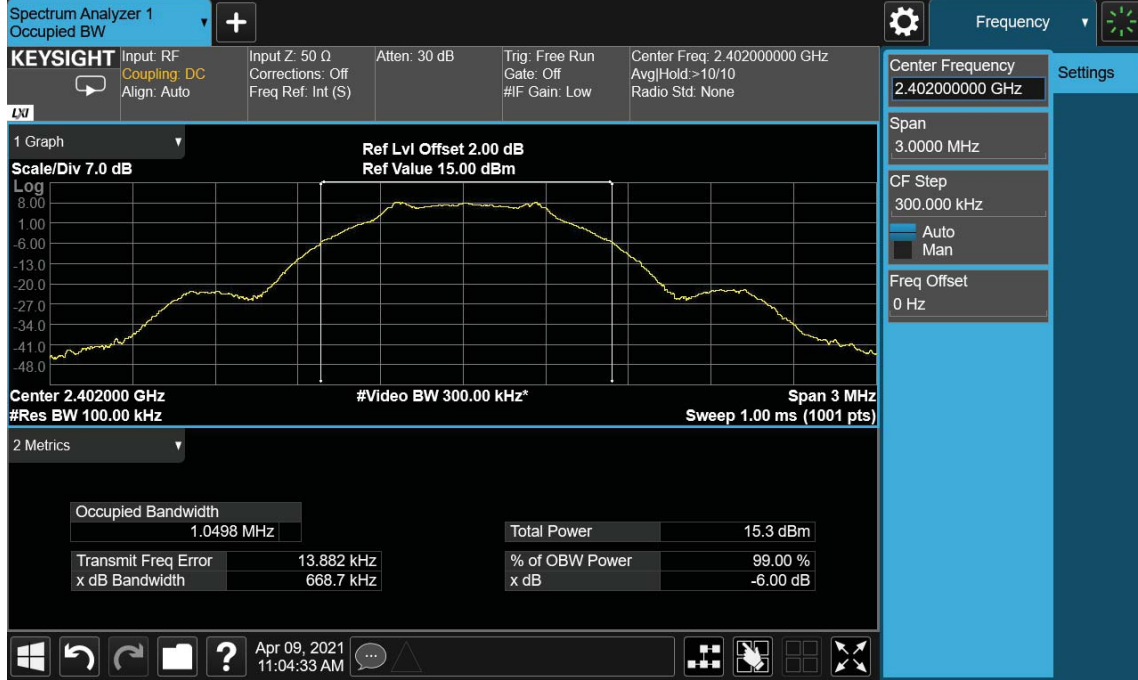 Spectrum Analyzer 1
Occupied BW
+
Frequency
KEYSIGHT
LXI
Input: RF
Coupling: DC
Align: Auto
Input Z: 50 Ω
Corrections: Off
Freq Ref: Int (S)
Atten: 30 dB
Trig: Free Run
Gate: Off
#IF Gain: Low
Center Freq: 2.402000000 GHz
Avg|Hold:>10/10
Radio Std: None
Center Frequency
2.402000000 GHz
Settings
Span
3.0000 MHz
CF Step
300.000 kHz
Auto
Man
Freq Offset
0 Hz
1 Graph
Scale/Div 7.0 dB
Ref Lvl Offset 2.00 dB
Ref Value 15.00 dBm
Log
8.00
1.00
-6.00
-13.0
-20.0
-27.0
-34.0
-41.0
-48.0
Center 2.402000 GHz
#Video BW 300.00 kHz*
Span 3 MHz
#Res BW 100.00 kHz
Sweep 1.00 ms (1001 pts)
2 Metrics
Occupied Bandwidth
1.0498 MHz
Total Power 15.3 dBm
Transmit Freq Error 13.882 kHz
% of OBW Power 99.00 %
x dB Bandwidth 668.7 kHz
x dB -6.00 dB
?
Apr 09, 2021
11:04:33 AM